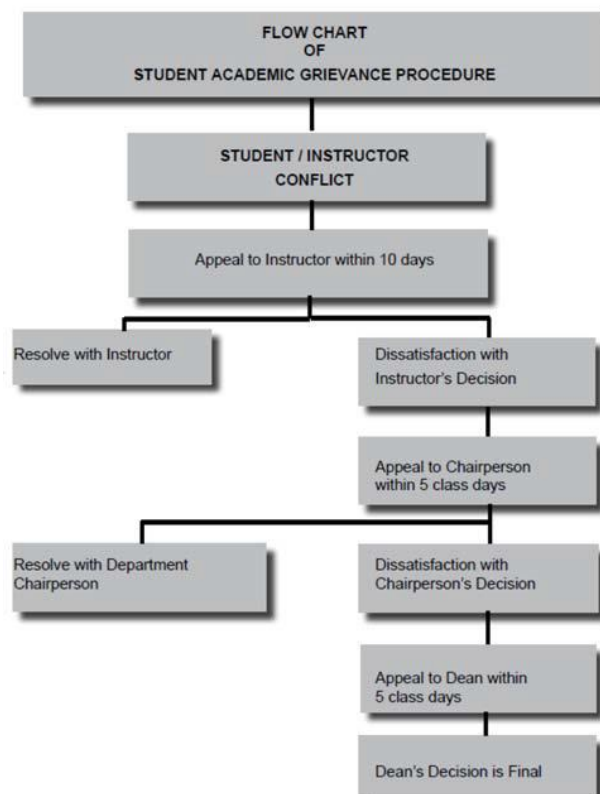 FLOW CHART
OF
STUDENT ACADEMIC GRIEVANCE PROCEDURE
STUDENT / INSTRUCTOR
CONFLICT
Appeal to Instructor within 10 days
Resolve with Instructor
Dissatisfaction with
Instructor's Decision
Appeal to Chairperson
within 5 class days
Resolve with Department
Chairperson
Dissatisfaction with
Chairperson's Decision
Appeal to Dean within
5 class days
Dean's Decision is Final